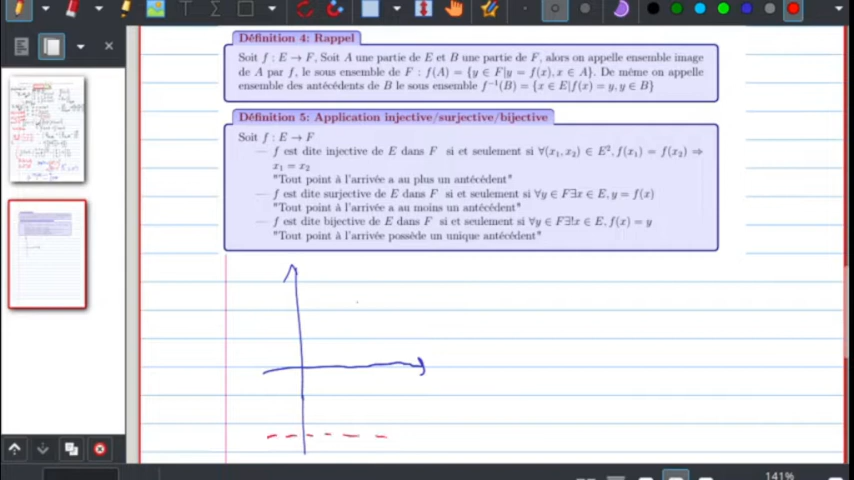 Définition 4: Rappel
Soit f : E → F, Soit A une partie de E et B une partie de F, alors on appelle ensemble image
de A par f, le sous ensemble de F : f(A) = {y ∈ F|y = f(x), x ∈ A}. De même on appelle
ensemble des antécédents de B le sous ensemble f⁻¹(B) = {x ∈ E|f(x) = y, y ∈ B}
Définition 5: Application injective/surjective/bijective
Soit f : E → F
— f est dite injective de E dans F si et seulement si ∀(x₁, x₂) ∈ E², f(x₁) = f(x₂) ⇒
x₁ = x₂
"Tout point à l'arrivée a au plus un antécédent"
— f est dite surjective de E dans F si et seulement si ∀y ∈ F∃x ∈ E, y = f(x)
"Tout point à l'arrivée a au moins un antécédent"
— f est dite bijective de E dans F si et seulement si ∀y ∈ F∃!x ∈ E, f(x) = y
"Tout point à l'arrivée possède un unique antécédent"
141%